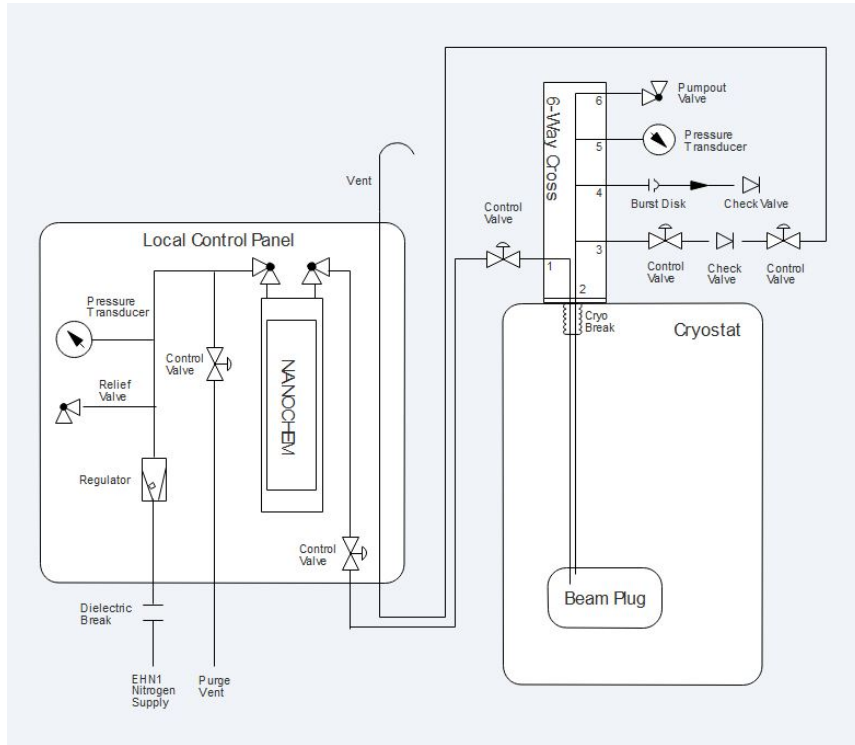 6
Pumpout
Valve
6-Way Cross
5
Pressure
Transducer
Vent
4
Burst Disk
Check Valve
Control
Valve
3
Local Control Panel
1
Control
Valve
Check
Valve
Control
Valve
2
Pressure
Transducer
Cryo
Break
Cryostat
Control
Valve
NANOCHEM
Relief
Valve
Regulator
Control
Valve
Beam Plug
Dielectric
Break
EHN1
Nitrogen
Supply
Purge
Vent